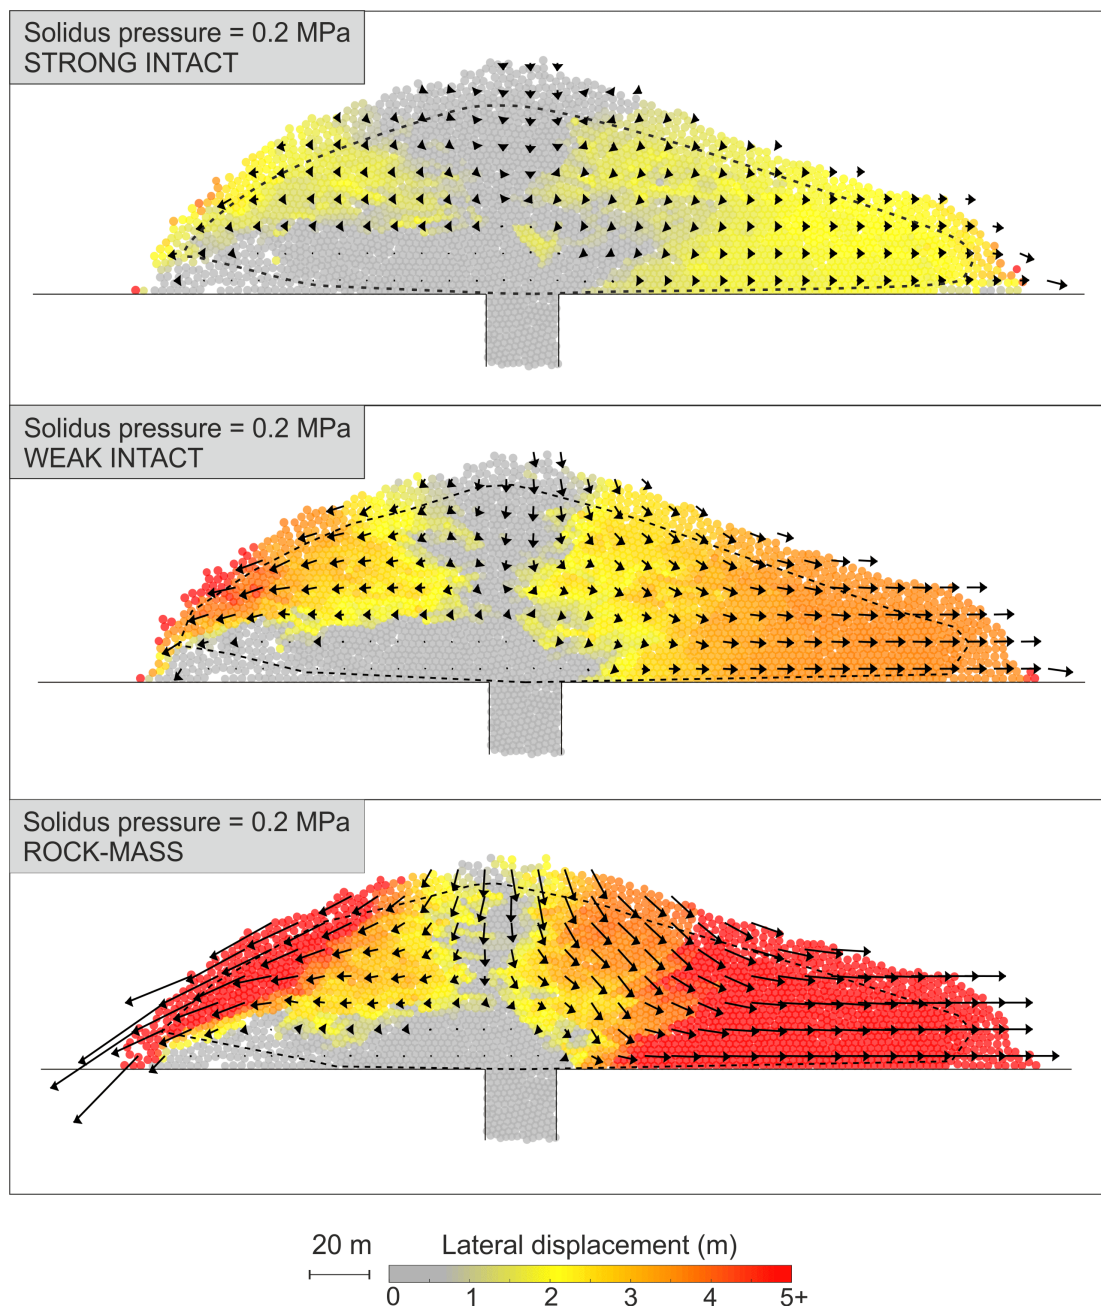 Solidus pressure = 0.2 MPa
STRONG INTACT
Solidus pressure = 0.2 MPa
WEAK INTACT
Solidus pressure = 0.2 MPa
ROCK-MASS
20 m
Lateral displacement (m)
0 1 2 3 4 5+